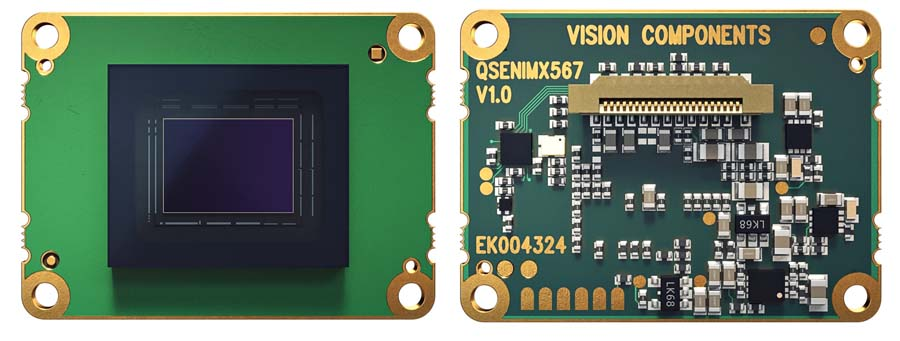 VISION COMPONENTS
QSENIMX567
V1.0
LK68
EK004324
LK68